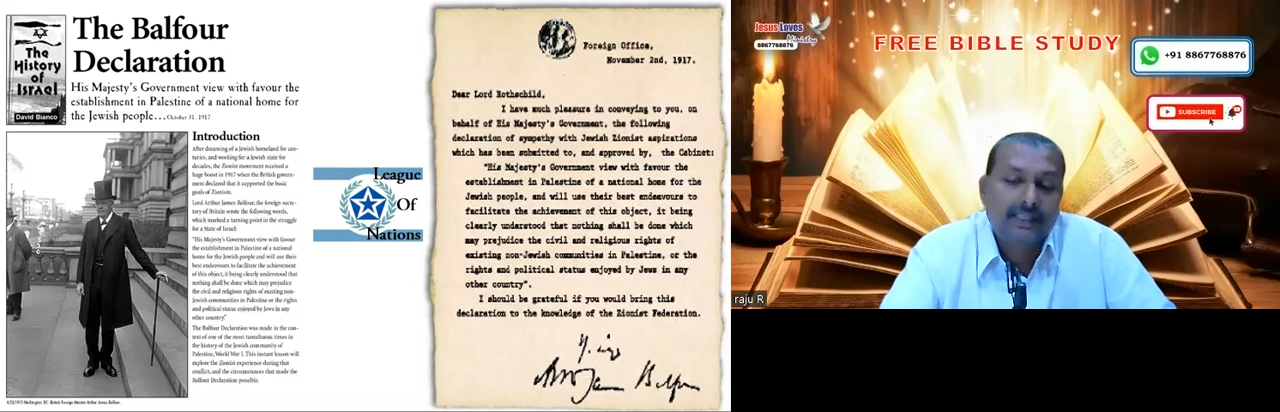 The
History
of
Israel
David Bianco
The Balfour
Declaration
His Majesty's Government view with favour the
establishment in Palestine of a national home for
the Jewish people... October 31, 1917
Introduction
After dreaming of a Jewish homeland for cen-
turies, and working for a Jewish state for
decades, the Zionist movement received a
huge boost in 1917 when the British govern-
ment declared that it supported the basic
goals of Zionism.
Lord Arthur James Balfour, the foreign secre-
tary of Britain wrote the following words,
which marked a turning point in the struggle
for a State of Israel:
"His Majesty's Government view with favour
the establishment in Palestine of a national
home for the Jewish people and will use their
best endeavours to facilitate the achievement
of this object, it being clearly understood that
nothing shall be done which may prejudice
the civil and religious rights of existing non-
Jewish communities in Palestine or the rights
and political status enjoyed by Jews in any
other country."
The Balfour Declaration was made in the con-
text of one of the most tumultuous times in
the history of the Jewish community of
Palestine, World War I. This instant lesson will
explore the Zionist experience during that
conflict, and the circumstances that made the
Balfour Declaration possible.
League
Of
Nations
Foreign Office,
November 2nd, 1917.
Dear Lord Rothschild,
I have much pleasure in conveying to you, on
behalf of His Majesty's Government, the following
declaration of sympathy with Jewish Zionist aspirations
which has been submitted to, and approved by, the Cabinet:
"His Majesty's Government view with favour the
establishment in Palestine of a national home for the
Jewish people, and will use their best endeavours to
facilitate the achievement of this object, it being
clearly understood that nothing shall be done which
may prejudice the civil and religious rights of
existing non-Jewish communities in Palestine, or the
rights and political status enjoyed by Jews in any
other country".
I should be grateful if you would bring this
declaration to the knowledge of the Zionist Federation.
Jesus Loves
Ministry
8867768876
FREE BIBLE STUDY
+91 8867768876
SUBSCRIBE
raju R